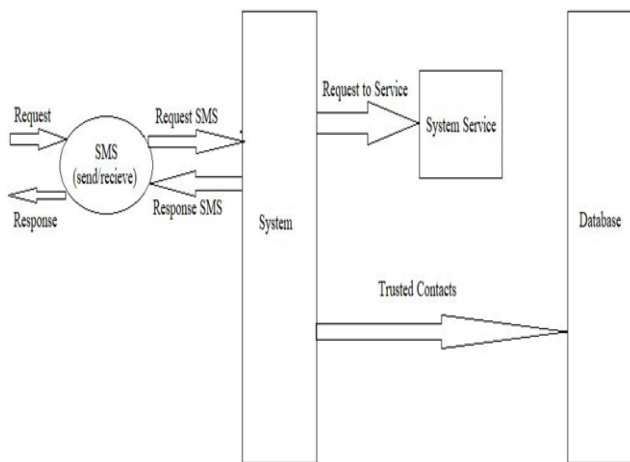 Request
Request SMS
SMS
(send/recieve)
Response
Response SMS
System
Request to Service
System Service
Trusted Contacts
Database